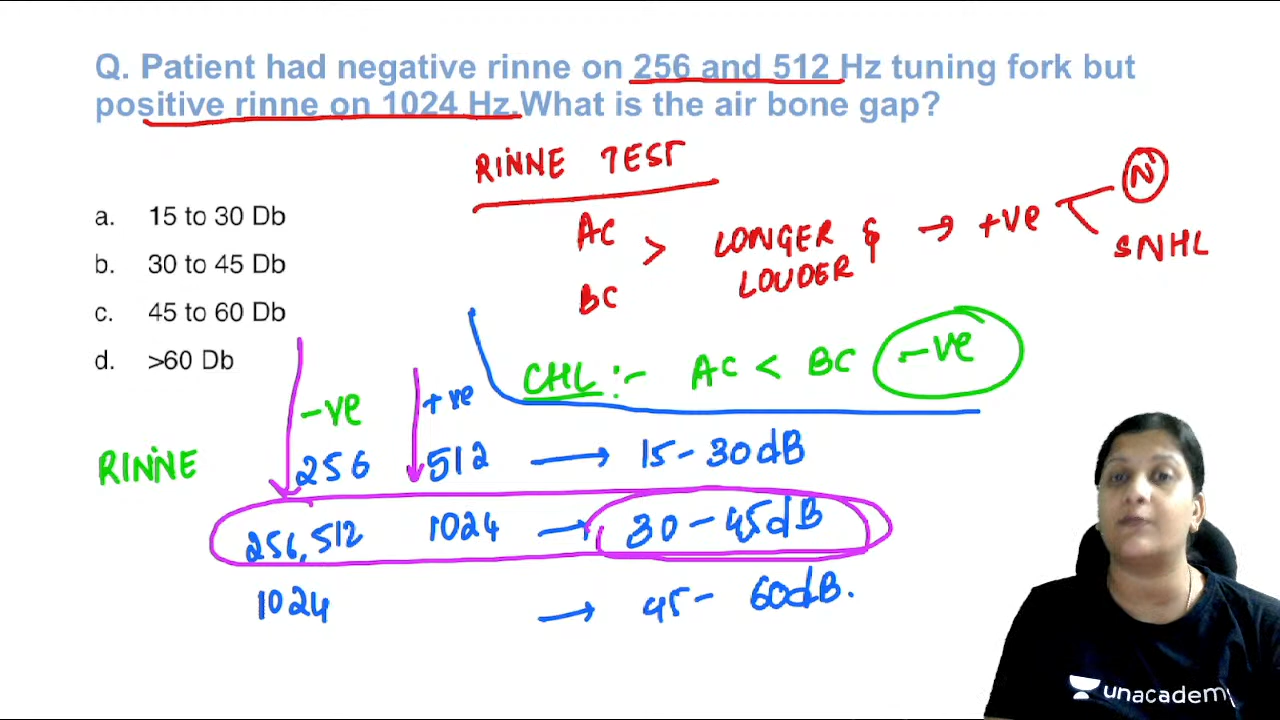 Q. Patient had negative rinne on 256 and 512 Hz tuning fork but
positive rinne on 1024 Hz.What is the air bone gap?
RINNE TEST
a. 15 to 30 Db
b. 30 to 45 Db
c. 45 to 60 Db
d. >60 Db
AC > LONGER & → +ve N
BC LOUDER SNHL
CHL :- AC < BC -ve
-ve +ve
RINNE 256 512 → 15-30dB
256, 512 1024 → 30-45dB
1024 → 45- 60dB.
unacademy